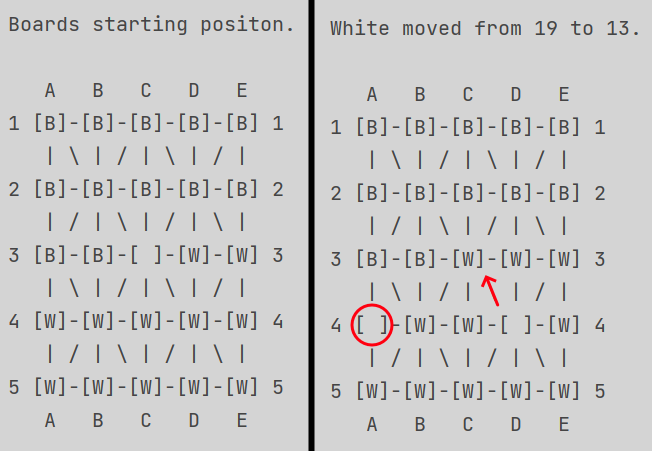 Boards starting positon.
A B C D E
1 [B]-[B]-[B]-[B]-[B] 1
| \ | / | \ | / |
2 [B]-[B]-[B]-[B]-[B] 2
| / | \ | / | \ |
3 [B]-[B]-[ ]-[W]-[W] 3
| \ | / | \ | / |
4 [W]-[W]-[W]-[W]-[W] 4
| / | \ | / | \ |
5 [W]-[W]-[W]-[W]-[W] 5
A B C D E
White moved from 19 to 13.
A B C D E
1 [B]-[B]-[B]-[B]-[B] 1
| \ | / | \ | / |
2 [B]-[B]-[B]-[B]-[B] 2
| / | \ | / | \ |
3 [B]-[B]-[W]-[W]-[W] 3
| \ | / | \ | / |
4 [ ]-[W]-[W]-[ ]-[W] 4
| / | \ | / | \ |
5 [W]-[W]-[W]-[W]-[W] 5
A B C D E